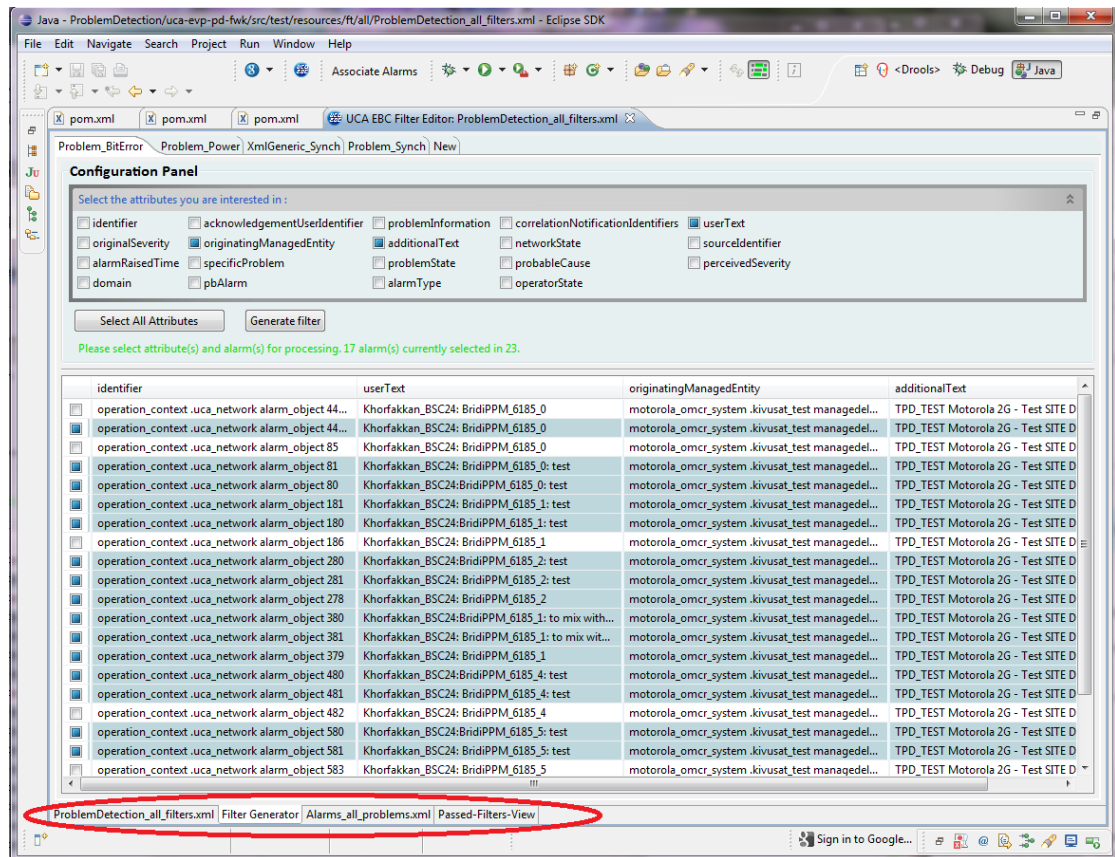 Java - ProblemDetection/uca-evp-pd-fwk/src/test/resources/ft/all/ProblemDetection_all_filters.xml - Eclipse SDK
File Edit Navigate Search Project Run Window Help
Associate Alarms <Drools> Debug Java
pom.xml pom.xml pom.xml UCA EBC Filter Editor: ProblemDetection_all_filters.xml
Problem_BitError Problem_Power XmlGeneric_Synch Problem_Synch New
Configuration Panel
Select the attributes you are interested in :
identifier acknowledgementUserIdentifier problemInformation correlationNotificationIdentifiers userText
originalSeverity originatingManagedEntity additionalText networkState sourceIdentifier
alarmRaisedTime specificProblem problemState probableCause perceivedSeverity
domain pbAlarm alarmType operatorState
Select All Attributes Generate filter
Please select attribute(s) and alarm(s) for processing. 17 alarm(s) currently selected in 23.
identifier userText originatingManagedEntity additionalText
operation_context .uca_network alarm_object 44... Khorfakkan_BSC24: BridiPPM_6185_0 motorola_omcr_system .kivusat_test managedel... TPD_TEST Motorola 2G - Test SITE D
operation_context .uca_network alarm_object 44... Khorfakkan_BSC24: BridiPPM_6185_0 motorola_omcr_system .kivusat_test managedel... TPD_TEST Motorola 2G - Test SITE D
operation_context .uca_network alarm_object 85 Khorfakkan_BSC24: BridiPPM_6185_0 motorola_omcr_system .kivusat_test managedel... TPD_TEST Motorola 2G - Test SITE D
operation_context .uca_network alarm_object 81 Khorfakkan_BSC24: BridiPPM_6185_0: test motorola_omcr_system .kivusat_test managedel... TPD_TEST Motorola 2G - Test SITE D
operation_context .uca_network alarm_object 80 Khorfakkan_BSC24:BridiPPM_6185_0: test motorola_omcr_system .kivusat_test managedel... TPD_TEST Motorola 2G - Test SITE D
operation_context .uca_network alarm_object 181 Khorfakkan_BSC24: BridiPPM_6185_1: test motorola_omcr_system .kivusat_test managedel... TPD_TEST Motorola 2G - Test SITE D
operation_context .uca_network alarm_object 180 Khorfakkan_BSC24:BridiPPM_6185_1: test motorola_omcr_system .kivusat_test managedel... TPD_TEST Motorola 2G - Test SITE D
operation_context .uca_network alarm_object 186 Khorfakkan_BSC24: BridiPPM_6185_1 motorola_omcr_system .kivusat_test managedel... TPD_TEST Motorola 2G - Test SITE D
operation_context .uca_network alarm_object 280 Khorfakkan_BSC24:BridiPPM_6185_2: test motorola_omcr_system .kivusat_test managedel... TPD_TEST Motorola 2G - Test SITE D
operation_context .uca_network alarm_object 281 Khorfakkan_BSC24: BridiPPM_6185_2: test motorola_omcr_system .kivusat_test managedel... TPD_TEST Motorola 2G - Test SITE D
operation_context .uca_network alarm_object 278 Khorfakkan_BSC24: BridiPPM_6185_2 motorola_omcr_system .kivusat_test managedel... TPD_TEST Motorola 2G - Test SITE D
operation_context .uca_network alarm_object 380 Khorfakkan_BSC24:BridiPPM_6185_1: to mix with... motorola_omcr_system .kivusat_test managedel... TPD_TEST Motorola 2G - Test SITE D
operation_context .uca_network alarm_object 381 Khorfakkan_BSC24: BridiPPM_6185_1: to mix wit... motorola_omcr_system .kivusat_test managedel... TPD_TEST Motorola 2G - Test SITE D
operation_context .uca_network alarm_object 379 Khorfakkan_BSC24: BridiPPM_6185_1 motorola_omcr_system .kivusat_test managedel... TPD_TEST Motorola 2G - Test SITE D
operation_context .uca_network alarm_object 480 Khorfakkan_BSC24: BridiPPM_6185_4: test motorola_omcr_system .kivusat_test managedel... TPD_TEST Motorola 2G - Test SITE D
operation_context .uca_network alarm_object 481 Khorfakkan_BSC24: BridiPPM_6185_4: test motorola_omcr_system .kivusat_test managedel... TPD_TEST Motorola 2G - Test SITE D
operation_context .uca_network alarm_object 482 Khorfakkan_BSC24: BridiPPM_6185_4 motorola_omcr_system .kivusat_test managedel... TPD_TEST Motorola 2G - Test SITE D
operation_context .uca_network alarm_object 580 Khorfakkan_BSC24: BridiPPM_6185_5: test motorola_omcr_system .kivusat_test managedel... TPD_TEST Motorola 2G - Test SITE D
operation_context .uca_network alarm_object 581 Khorfakkan_BSC24: BridiPPM_6185_5: test motorola_omcr_system .kivusat_test managedel... TPD_TEST Motorola 2G - Test SITE D
operation_context .uca_network alarm_object 583 Khorfakkan_BSC24: BridiPPM_6185_5 motorola_omcr_system .kivusat_test managedel... TPD_TEST Motorola 2G - Test SITE D
ProblemDetection_all_filters.xml Filter Generator Alarms_all_problems.xml Passed-Filters-View
Sign in to Google...